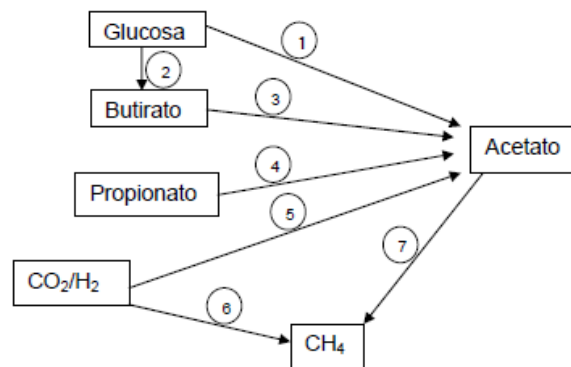 Glucosa
1
2
Butirato
3
Acetato
4
Propionato
5
7
CO₂/H₂
6
CH₄